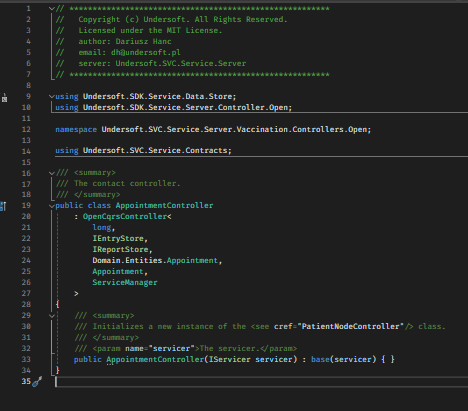 1 // *******************************************************
2 //   Copyright (c) Undersoft. All Rights Reserved.
3 //   Licensed under the MIT License.
4 //   author: Dariusz Hanc
5 //   email: dh@undersoft.pl
6 //   server: Undersoft.SVC.Service.Server
7 // *******************************************************
8
9 using Undersoft.SDK.Service.Data.Store;
10 using Undersoft.SDK.Service.Server.Controller.Open;
11
12 namespace Undersoft.SVC.Service.Server.Vaccination.Controllers.Open;
13
14 using Undersoft.SVC.Service.Contracts;
15
16 /// <summary>
17 /// The contact controller.
18 /// </summary>
19 public class AppointmentController
20     : OpenCqrsController<
21         long,
22         IEntryStore,
23         IReportStore,
24         Domain.Entities.Appointment,
25         Appointment,
26         ServiceManager
27     >
28 {
29     /// <summary>
30     /// Initializes a new instance of the <see cref="PatientNodeController"/> class.
31     /// </summary>
32     /// <param name="servicer">The servicer.</param>
33     public AppointmentController(IServicer servicer) : base(servicer) { }
34 }
35